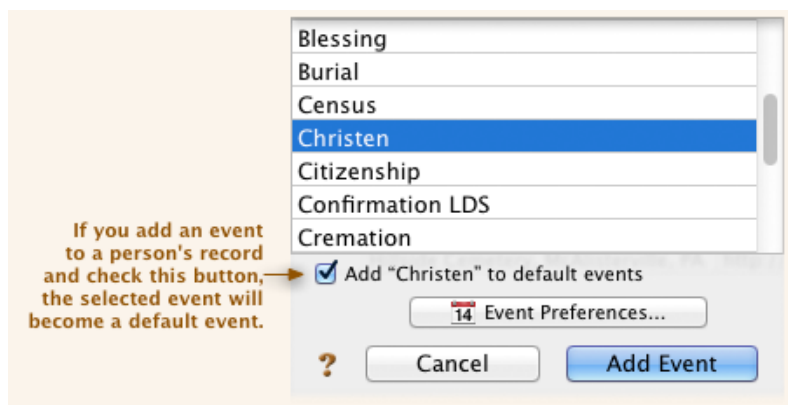 Blessing
Burial
Census
Christen
Citizenship
Confirmation LDS
Cremation
If you add an event
to a person's record
and check this button,
the selected event will
become a default event.
Add “Christen” to default events
14 Event Preferences...
? Cancel Add Event